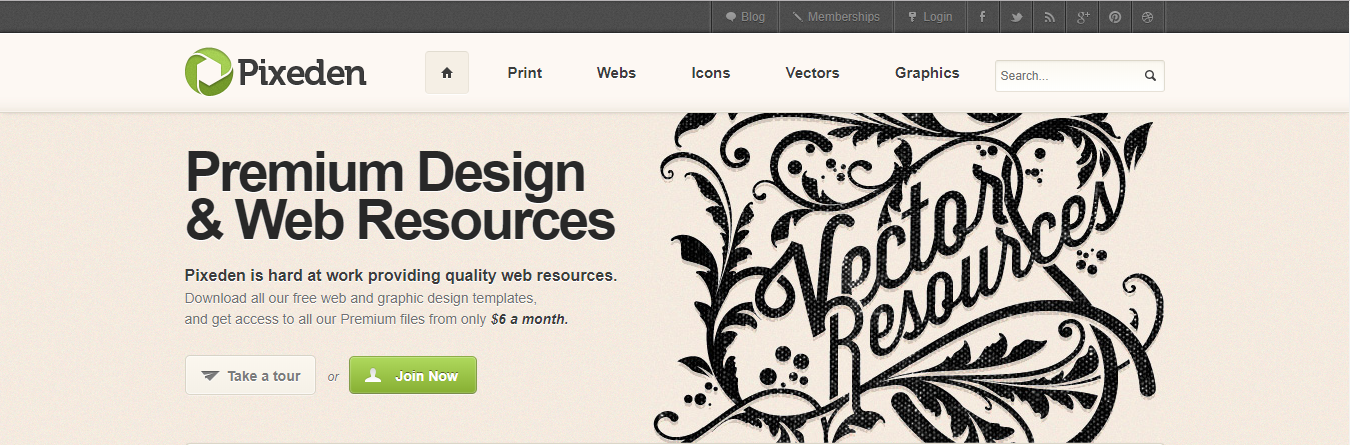 Blog Memberships Login
Pixeden
Print Webs Icons Vectors Graphics Search...
Premium Design
& Web Resources
Pixeden is hard at work providing quality web resources.
Download all our free web and graphic design templates,
and get access to all our Premium files from only $6 a month.
Take a tour or Join Now
Vector
Resources